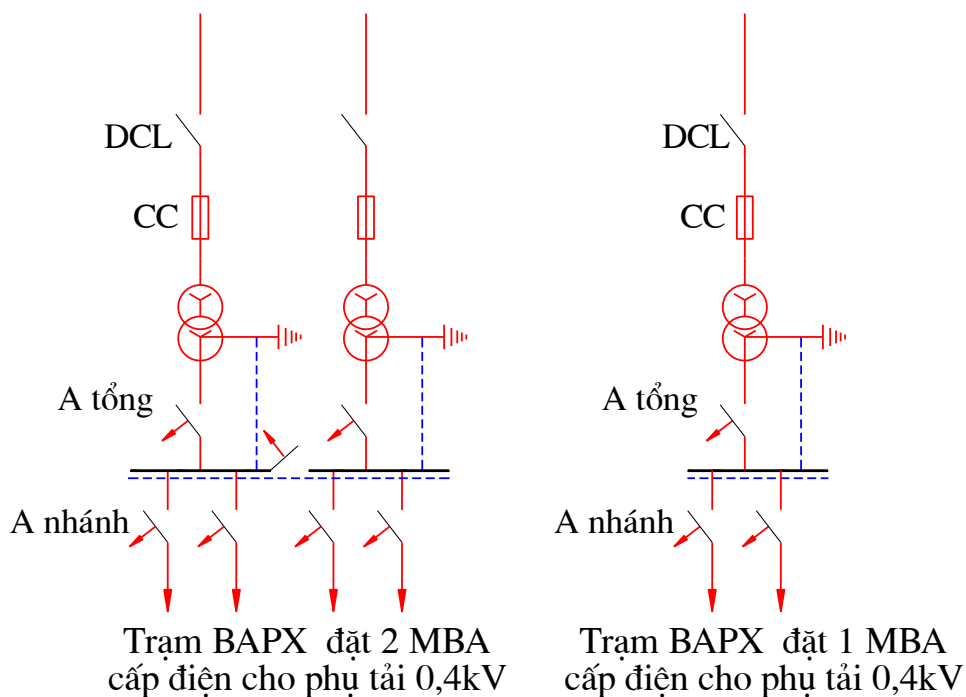 DCL
DCL
CC
CC
A tổng
A tổng
A nhánh
A nhánh
Trạm BAPX đặt 2 MBA
cấp điện cho phụ tải 0,4kV
Trạm BAPX đặt 1 MBA
cấp điện cho phụ tải 0,4kV